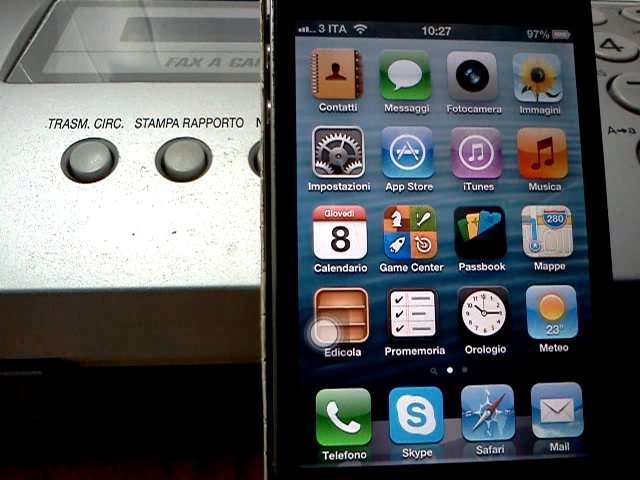 3 ITA 10:27 97%
FAX A CA
TRASM. CIRC. STAMPA RAPPORTO N
4
A→a
Contatti Messaggi Fotocamera Immagini
Impostazioni App Store iTunes Musica
Giovedì
8
280
Calendario Game Center Passbook Mappe
23°
Edicola Promemoria Orologio Meteo
S
Telefono Skype Safari Mail